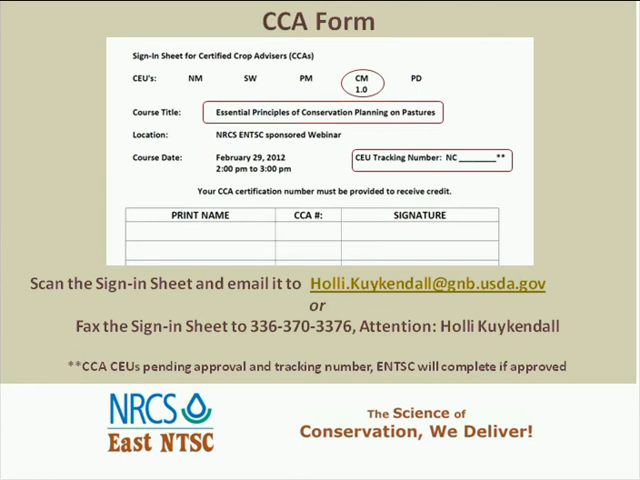 CCA Form
Sign-In Sheet for Certified Crop Advisers (CCAs)
CEU's: NM SW PM CM PD
1.0
Course Title: Essential Principles of Conservation Planning on Pastures
Location: NRCS ENTSC sponsored Webinar
Course Date: February 29, 2012 CEU Tracking Number: NC ________**
2:00 pm to 3:00 pm
Your CCA certification number must be provided to receive credit.
PRINT NAME CCA #: SIGNATURE
Scan the Sign-in Sheet and email it to Holli.Kuykendall@gnb.usda.gov
or
Fax the Sign-in Sheet to 336-370-3376, Attention: Holli Kuykendall
**CCA CEUs pending approval and tracking number, ENTSC will complete if approved
NRCS
East NTSC
The Science of
Conservation, We Deliver!